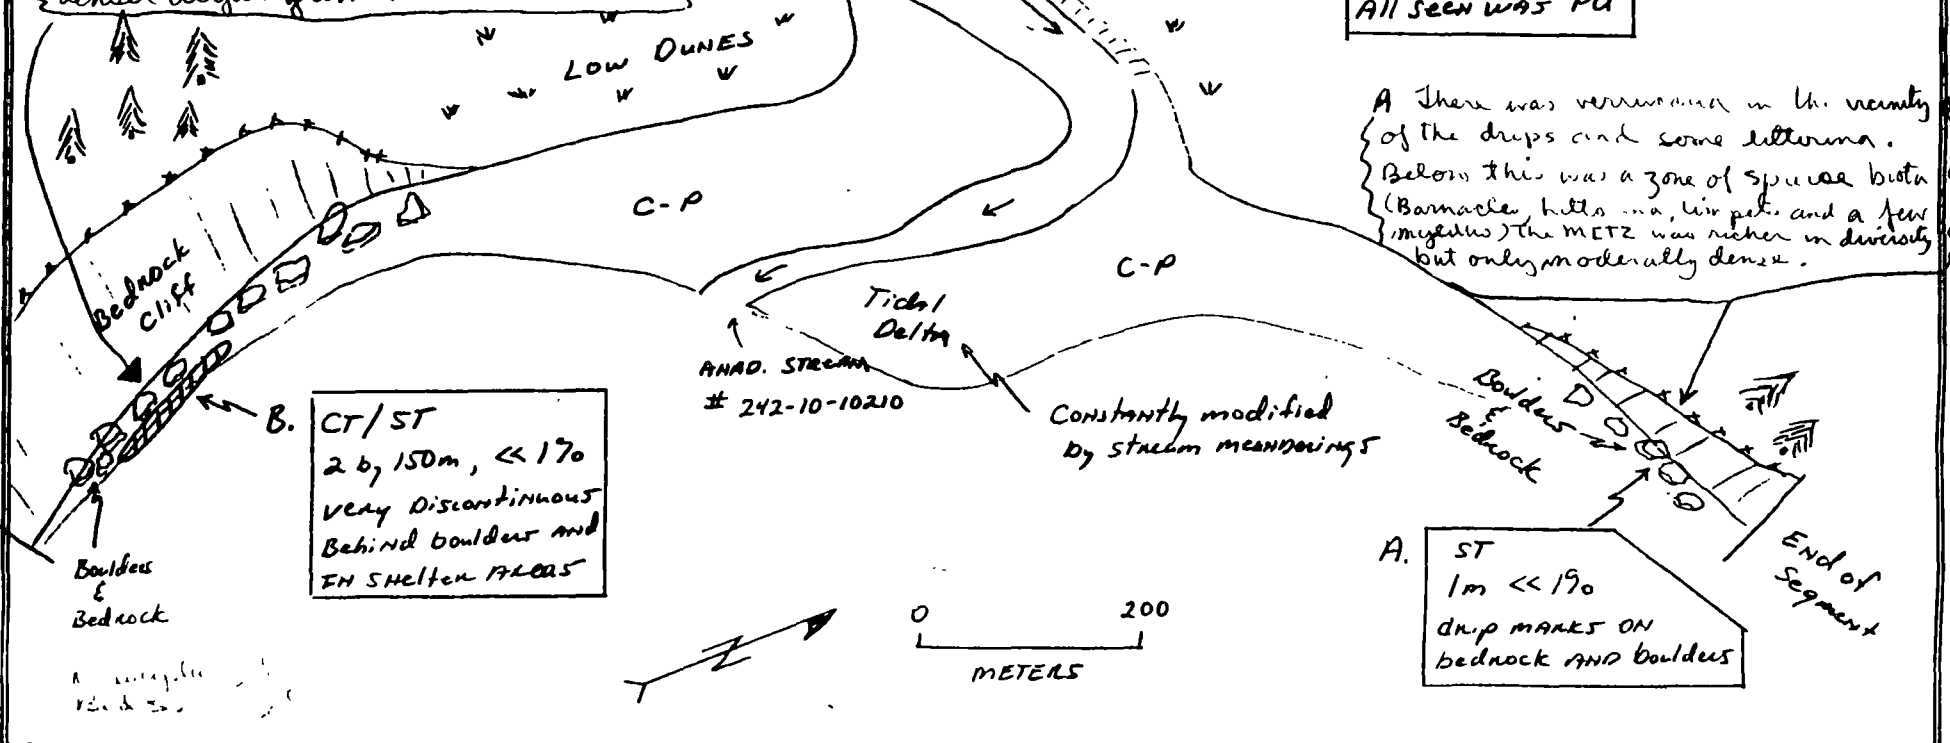 All SEEN WAS PU
LOW DUNES
A There was verrucaria in the vicinity
of the drips and some littorina.
Below this was a zone of sparse biota
(Barnacles, limpets and a few
mytilus) The MITZ was richer in diversity
but only moderately dense.
C-P
C-P
Bedrock
Cliff
Tidal
Delta
ANAD. STREAM
# 242-10-10210
CONSTANTLY modified
by stream meanderings
Boulders
&
Bedrock
B.
CT/ST
2 by 150m, << 1%
very Discontinuous
Behind boulders AND
IN SHelter AREAS
Boulders
&
Bedrock
A.
ST
1m << 1%
drip MARKS ON
bedrock AND boulders
END of
Segment
N
0 200
METERS